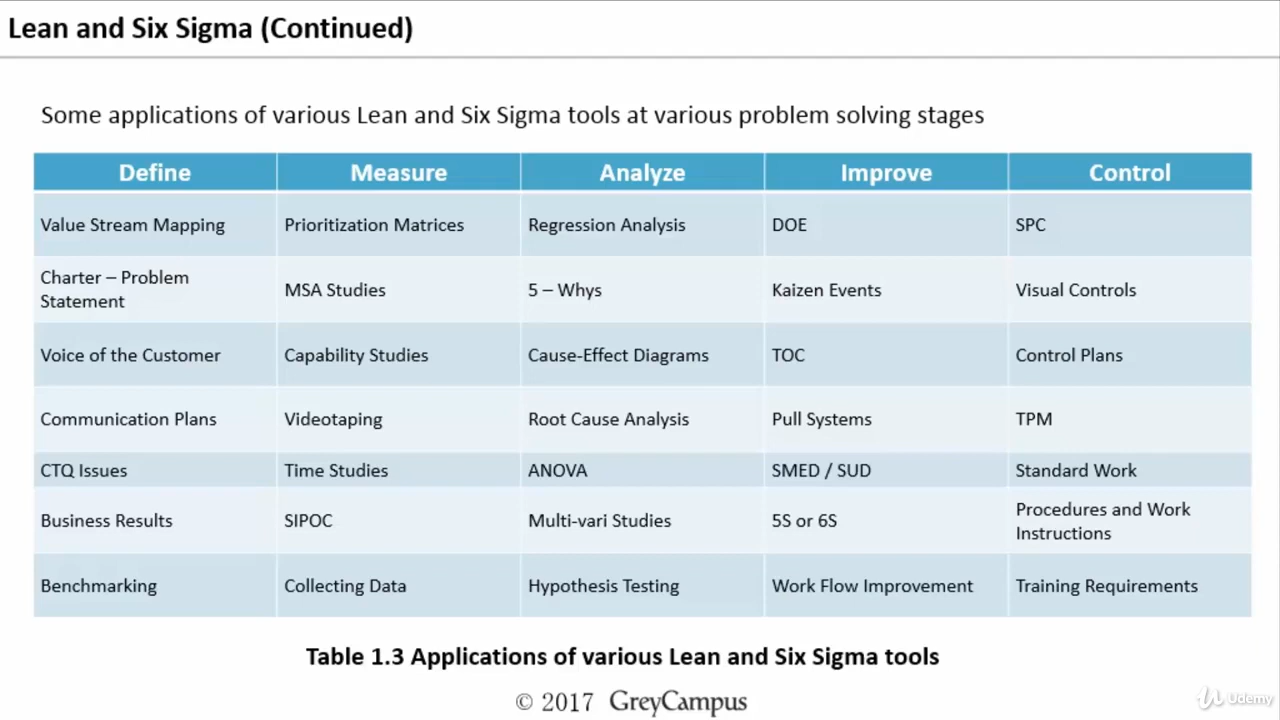 Lean and Six Sigma (Continued)
Some applications of various Lean and Six Sigma tools at various problem solving stages
Define Measure Analyze Improve Control
Value Stream Mapping Prioritization Matrices Regression Analysis DOE SPC
Charter – Problem
Statement MSA Studies 5 – Whys Kaizen Events Visual Controls
Voice of the Customer Capability Studies Cause-Effect Diagrams TOC Control Plans
Communication Plans Videotaping Root Cause Analysis Pull Systems TPM
CTQ Issues Time Studies ANOVA SMED / SUD Standard Work
Business Results SIPOC Multi-vari Studies 5S or 6S Procedures and Work
Instructions
Benchmarking Collecting Data Hypothesis Testing Work Flow Improvement Training Requirements
Table 1.3 Applications of various Lean and Six Sigma tools
© 2017 GreyCampus
Udemy